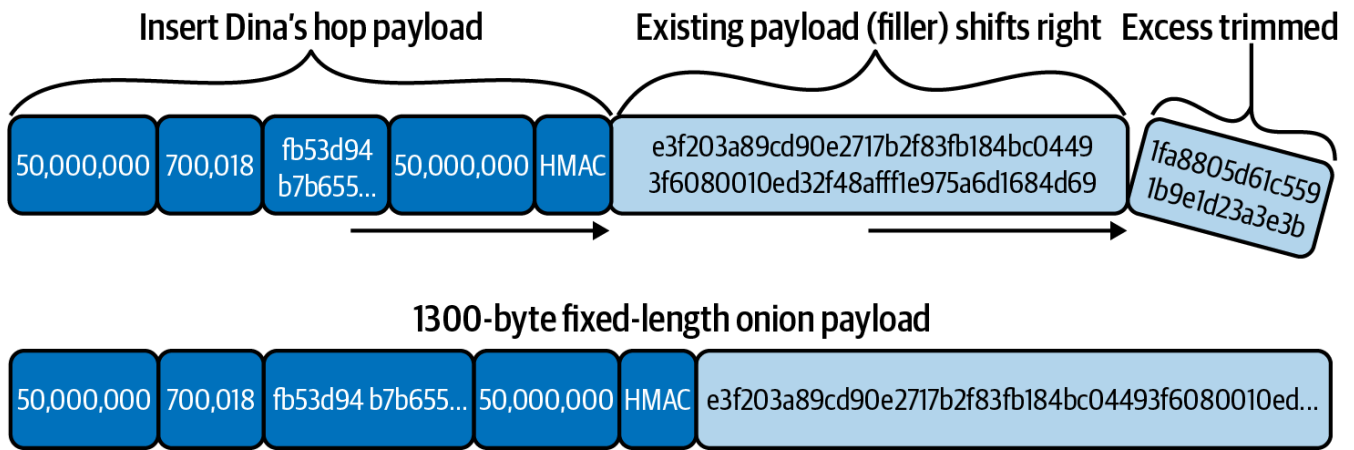 Insert Dina's hop payload
Existing payload (filler) shifts right
Excess trimmed
50,000,000
700,018
fb53d94
b7b655...
50,000,000
HMAC
e3f203a89cd90e2717b2f83fb184bc0449
3f6080010ed32f48afff1e975a6d1684d69
1fa8805d61c559
1b9e1d23a3e3b
1300-byte fixed-length onion payload
50,000,000
700,018
fb53d94 b7b655...
50,000,000
HMAC
e3f203a89cd90e2717b2f83fb184bc04493f6080010ed...